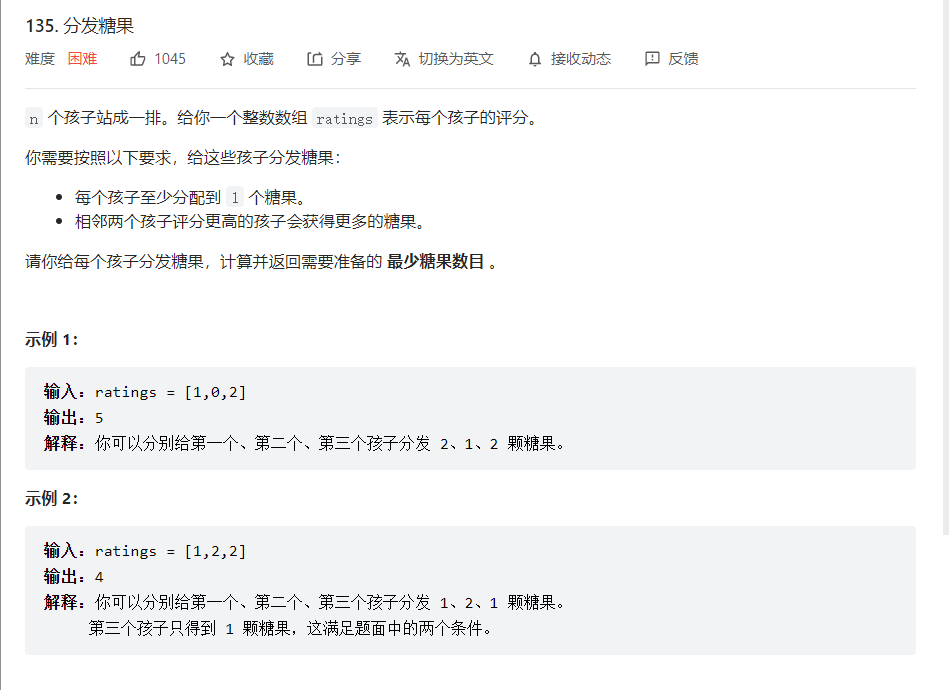 135. 分发糖果
难度 困难 1045 收藏 分享 切换为英文 接收动态 反馈
n 个孩子站成一排。给你一个整数数组 ratings 表示每个孩子的评分。
你需要按照以下要求，给这些孩子分发糖果：
• 每个孩子至少分配到 1 个糖果。
• 相邻两个孩子评分更高的孩子会获得更多的糖果。
请你给每个孩子分发糖果，计算并返回需要准备的 最少糖果数目 。
示例 1：
输入：ratings = [1,0,2]
输出：5
解释：你可以分别给第一个、第二个、第三个孩子分发 2、1、2 颗糖果。
示例 2：
输入：ratings = [1,2,2]
输出：4
解释：你可以分别给第一个、第二个、第三个孩子分发 1、2、1 颗糖果。
第三个孩子只得到 1 颗糖果，这满足题面中的两个条件。